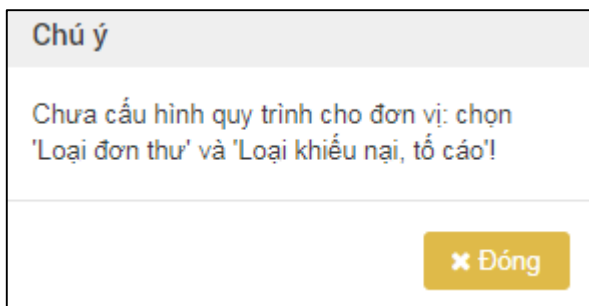 Chú ý
Chưa cấu hình quy trình cho đơn vị: chọn
'Loại đơn thư' và 'Loại khiếu nại, tố cáo'!
✖ Đóng